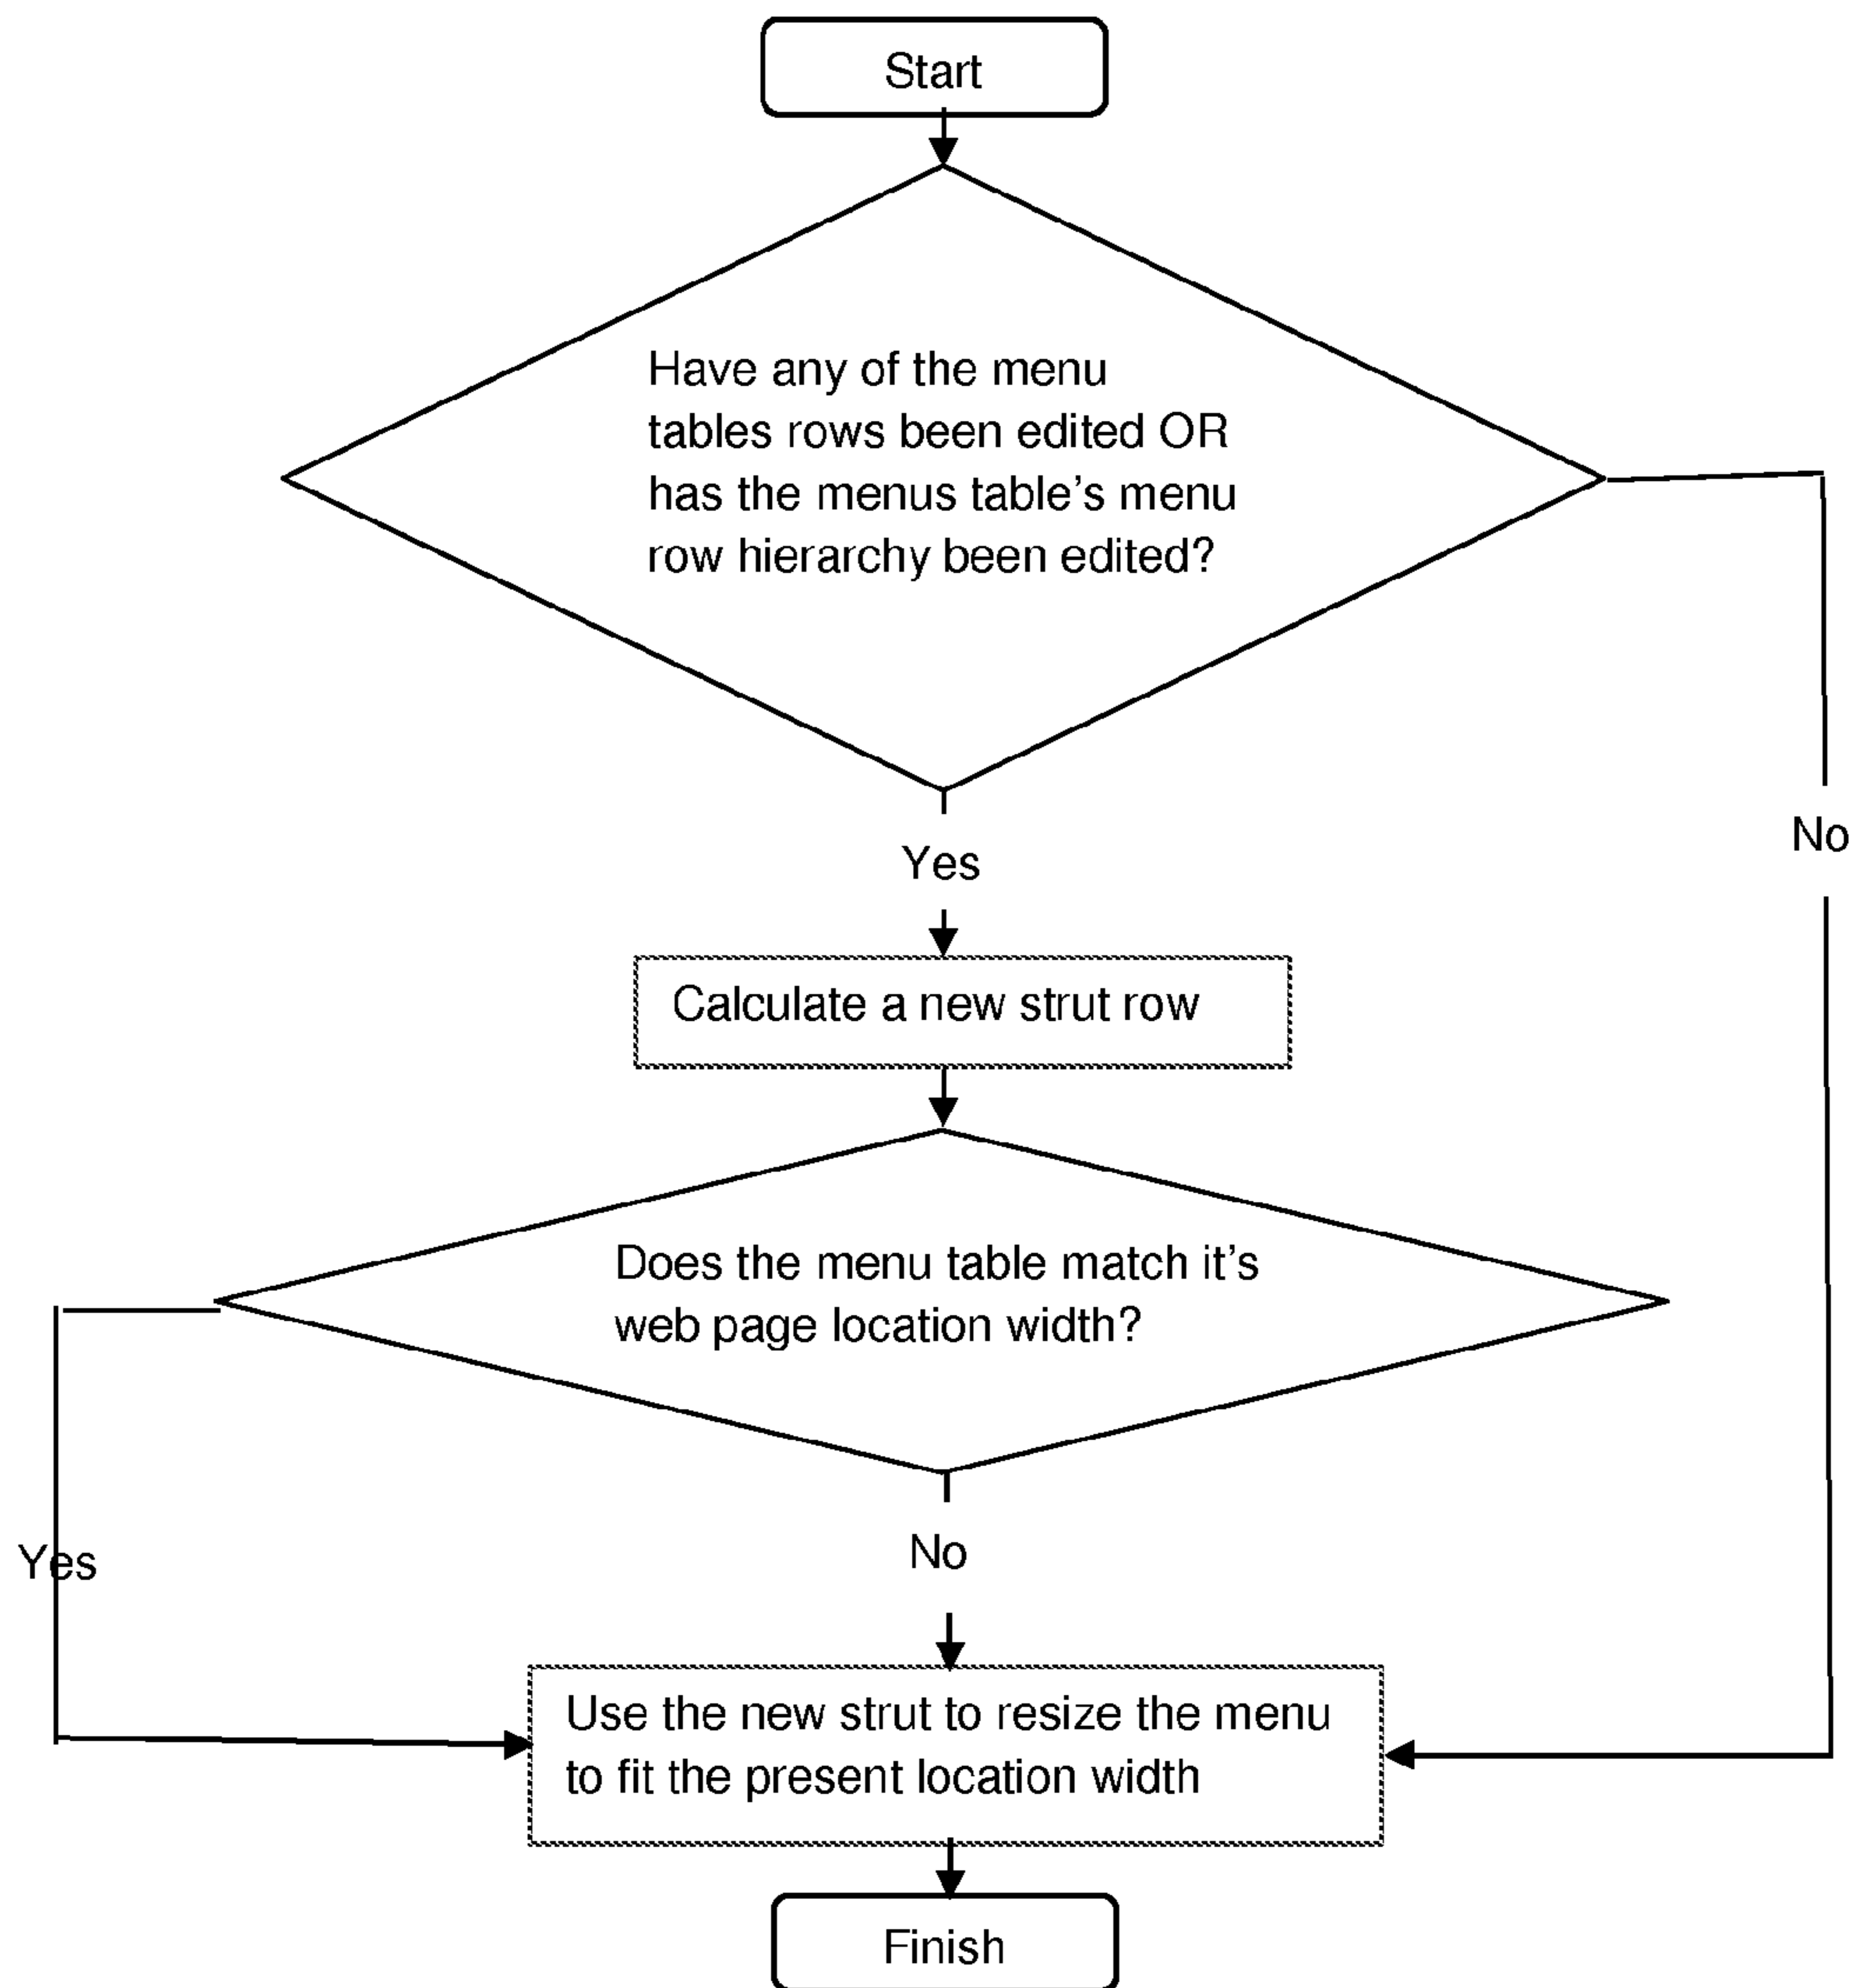 Start
Have any of the menu
tables rows been edited OR
has the menus table's menu
row hierarchy been edited?
No
Yes
Calculate a new strut row
Does the menu table match it's
web page location width?
No
Yes
Use the new strut to resize the menu
to fit the present location width
Finish